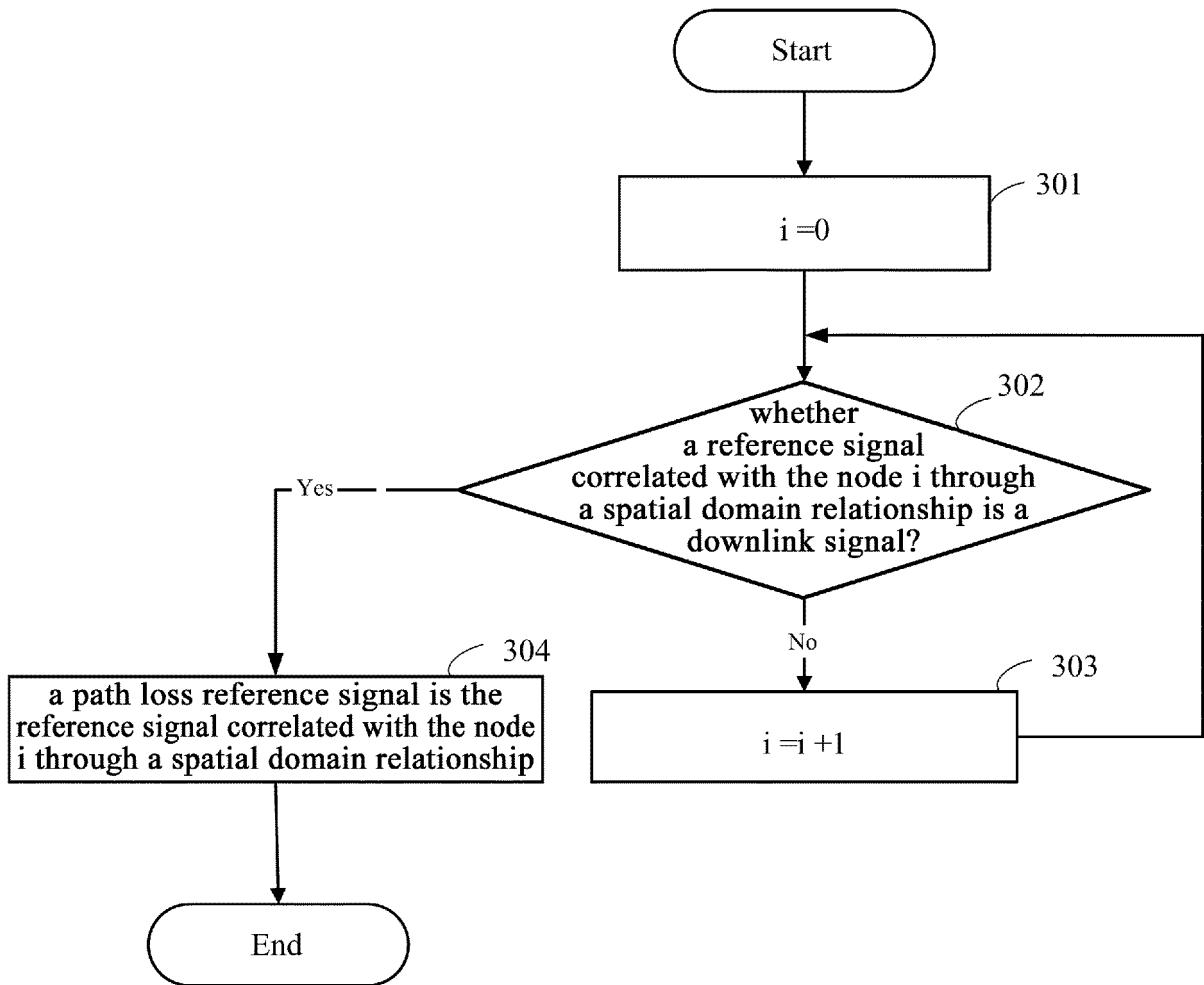 Start
301
i =0
302
whether
a reference signal
correlated with the node i through
a spatial domain relationship is a
downlink signal?
Yes
No
304
a path loss reference signal is the
reference signal correlated with the node
i through a spatial domain relationship
303
i =i +1
End